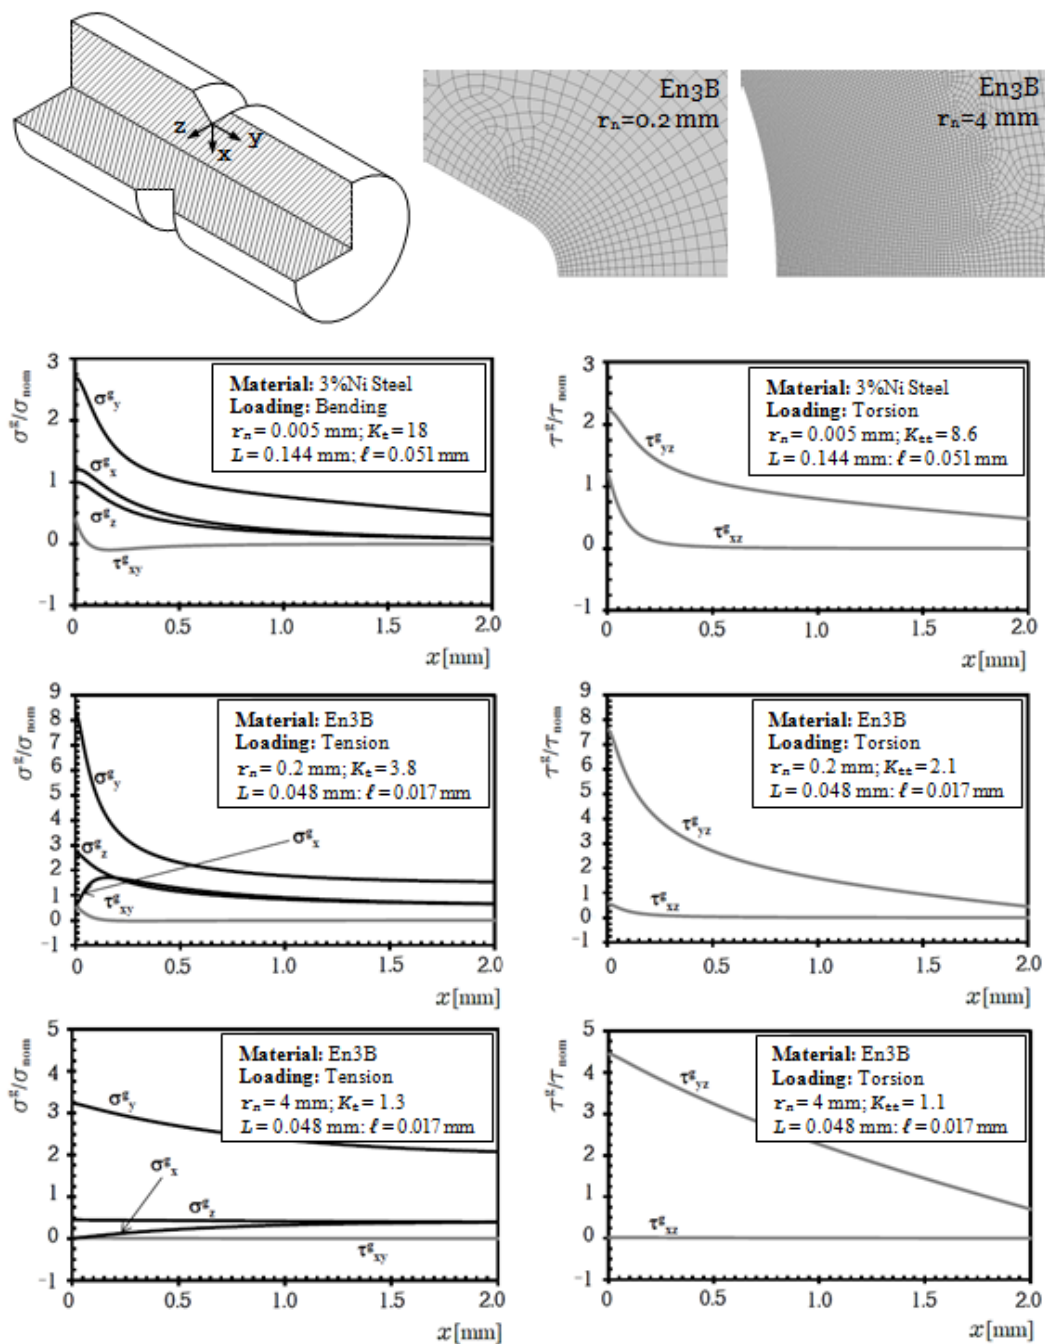 z
x
y
En3B
rₙ=0.2 mm
En3B
rₙ=4 mm
σᵍ/σₙₒₘ
3
2
1
0
-1
σᵍy
σᵍx
σᵍz
τᵍxy
Material: 3%Ni Steel
Loading: Bending
rₙ = 0.005 mm; Kₜ = 18
L = 0.144 mm; ℓ = 0.051 mm
0
0.5
1.0
1.5
2.0
x [mm]
τᵍ/τₙₒₘ
3
2
1
0
-1
τᵍyz
τᵍxz
Material: 3%Ni Steel
Loading: Torsion
rₙ = 0.005 mm; Kₜₜ = 8.6
L = 0.144 mm: ℓ = 0.051 mm
0
0.5
1.0
1.5
2.0
x [mm]
σᵍ/σₙₒₘ
9
8
7
6
5
4
3
2
1
0
-1
σᵍy
σᵍz
σᵍx
τᵍxy
Material: En3B
Loading: Tension
rₙ = 0.2 mm; Kₜ = 3.8
L = 0.048 mm: ℓ = 0.017 mm
0
0.5
1.0
1.5
2.0
x [mm]
τᵍ/τₙₒₘ
9
8
7
6
5
4
3
2
1
0
-1
τᵍyz
τᵍxz
Material: En3B
Loading: Torsion
rₙ = 0.2 mm; Kₜₜ = 2.1
L = 0.048 mm: ℓ = 0.017 mm
0
0.5
1.0
1.5
2.0
x [mm]
σᵍ/σₙₒₘ
5
4
3
2
1
0
-1
σᵍy
σᵍx
σᵍz
τᵍxy
Material: En3B
Loading: Tension
rₙ = 4 mm; Kₜ = 1.3
L = 0.048 mm: ℓ = 0.017 mm
0
0.5
1.0
1.5
2.0
x [mm]
τᵍ/τₙₒₘ
5
4
3
2
1
0
-1
τᵍyz
τᵍxz
Material: En3B
Loading: Torsion
rₙ = 4 mm; Kₜₜ = 1.1
L = 0.048 mm: ℓ = 0.017 mm
0
0.5
1.0
1.5
2.0
x [mm]